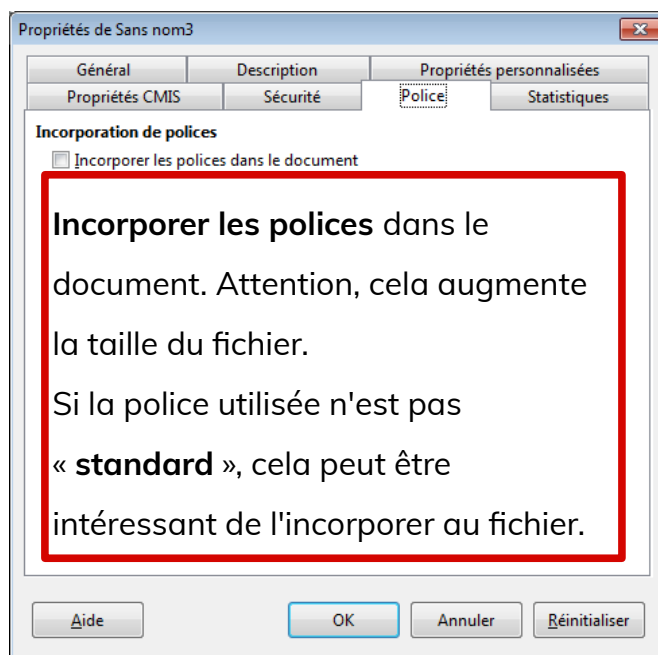 Propriétés de Sans nom3
Général Description Propriétés personnalisées
Propriétés CMIS Sécurité Police Statistiques
Incorporation de polices
Incorporer les polices dans le document
Incorporer les polices dans le
document. Attention, cela augmente
la taille du fichier.
Si la police utilisée n'est pas
« standard », cela peut être
intéressant de l'incorporer au fichier.
Aide OK Annuler Réinitialiser